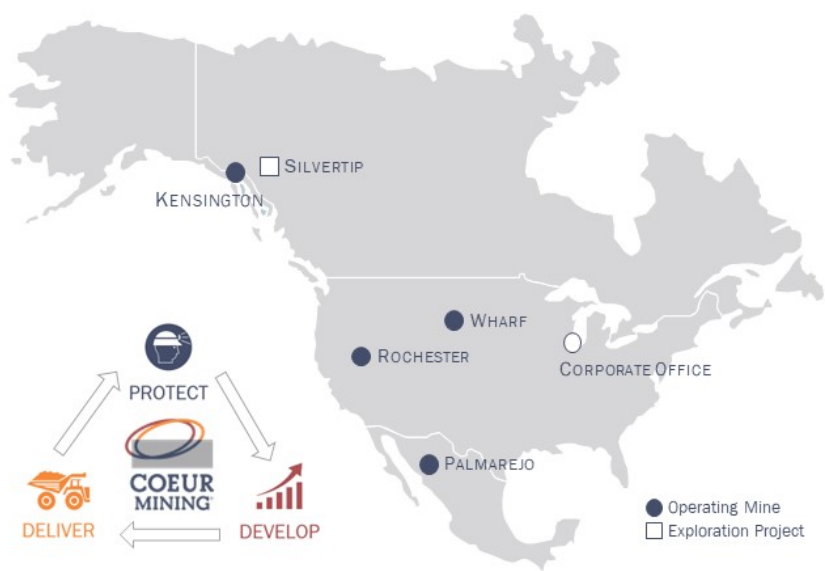 SILVERTIP
KENSINGTON
WHARF
ROCHESTER
CORPORATE OFFICE
PALMAREJO
PROTECT
COEUR
MINING
DELIVER
DEVELOP
Operating Mine
Exploration Project